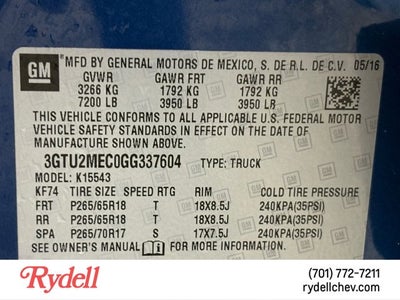 GM
MFD BY GENERAL MOTORS DE MEXICO, S. DE R.L. DE C.V. 05/16
GVWR GAWR FRT GAWR RR
3266 KG 1792 KG 1792 KG
7200 LB 3950 LB 3950 LB
THIS VEHICLE CONFORMS TO ALL APPLICABLE U.S. FEDERAL MOTOR
VEHICLE SAFETY STANDARDS IN EFFECT ON THE DATE OF
MANUFACTURE SHOWN ABOVE.
3GTU2MEC0GG337604 TYPE: TRUCK
MODEL: K15543
KF74 TIRE SIZE SPEED RTG RIM COLD TIRE PRESSURE
FRT P265/65R18 T 18X8.5J 240KPA(35PSI)
RR P265/65R18 T 18X8.5J 240KPA(35PSI)
SPA P265/70R17 S 17X7.5J 240KPA(35PSI)
SEE OWNER'S MANUAL FOR MORE INFORMATION.
Rydell
(701) 772-7211
rydellchev.com